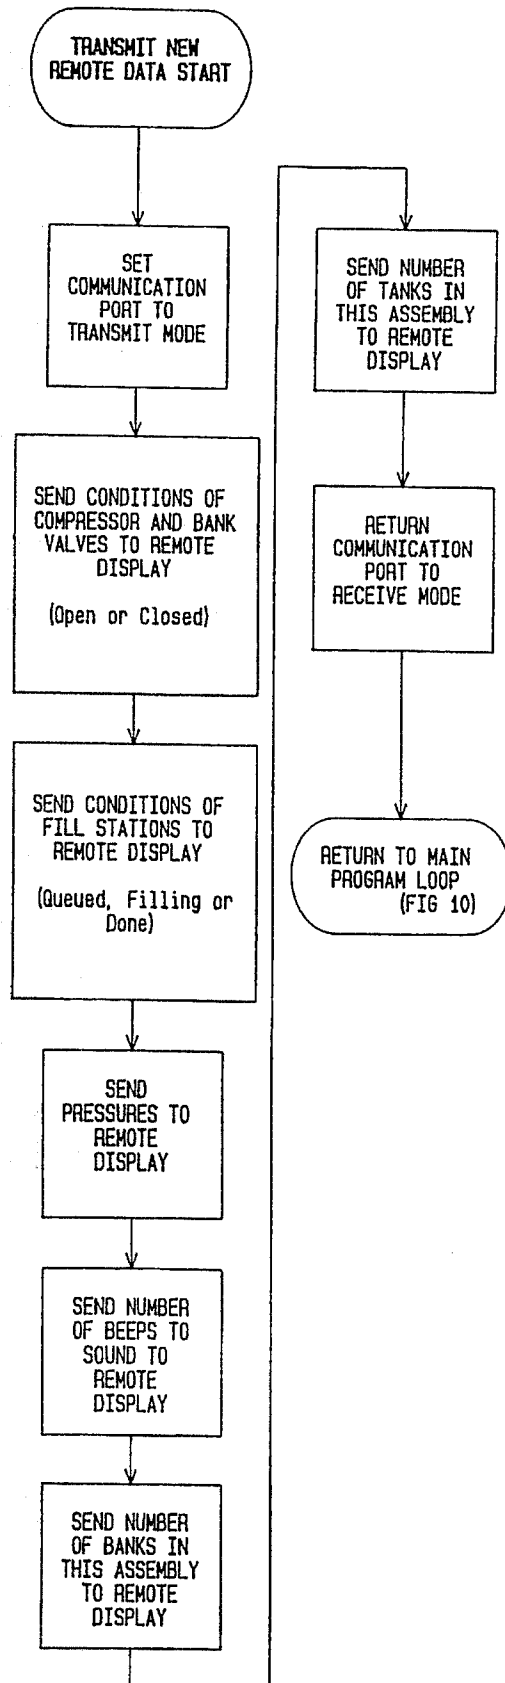 TRANSMIT NEW
REMOTE DATA START
SET
COMMUNICATION
PORT TO
TRANSMIT MODE
SEND CONDITIONS OF
COMPRESSOR AND BANK
VALVES TO REMOTE
DISPLAY
(Open or Closed)
SEND CONDITIONS OF
FILL STATIONS TO
REMOTE DISPLAY
(Queued, Filling or
Done)
SEND
PRESSURES TO
REMOTE
DISPLAY
SEND NUMBER
OF BEEPS TO
SOUND TO
REMOTE
DISPLAY
SEND NUMBER
OF BANKS IN
THIS ASSEMBLY
TO REMOTE
DISPLAY
SEND NUMBER
OF TANKS IN
THIS ASSEMBLY
TO REMOTE
DISPLAY
RETURN
COMMUNICATION
PORT TO
RECEIVE MODE
RETURN TO MAIN
PROGRAM LOOP
(FIG 10)